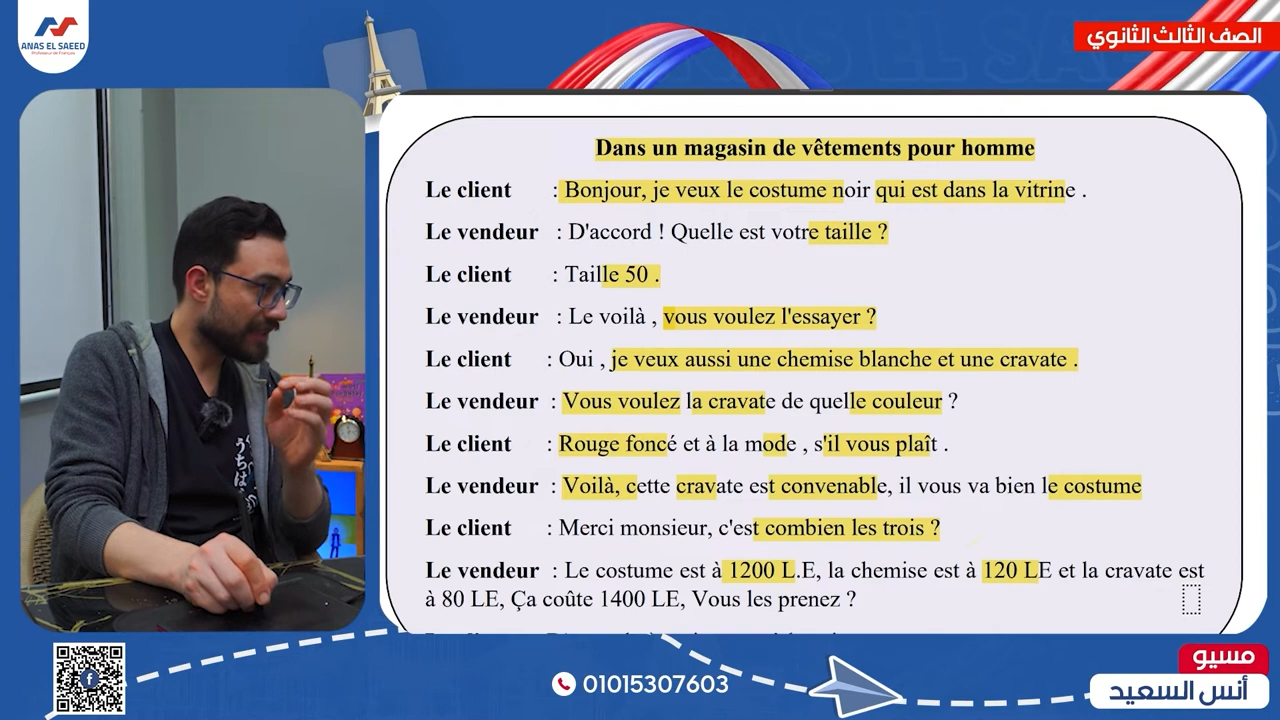 ANAS EL SAEED
Professeur de Français
الصف الثالث الثانوي
Dans un magasin de vêtements pour homme
Le client : Bonjour, je veux le costume noir qui est dans la vitrine .
Le vendeur : D'accord ! Quelle est votre taille ?
Le client : Taille 50 .
Le vendeur : Le voilà , vous voulez l'essayer ?
Le client : Oui , je veux aussi une chemise blanche et une cravate .
Le vendeur : Vous voulez la cravate de quelle couleur ?
Le client : Rouge foncé et à la mode , s'il vous plaît .
Le vendeur : Voilà, cette cravate est convenable, il vous va bien le costume
Le client : Merci monsieur, c'est combien les trois ?
Le vendeur : Le costume est à 1200 L.E, la chemise est à 120 LE et la cravate est
à 80 LE, Ça coûte 1400 LE, Vous les prenez ?
01015307603
مسيو
أنس السعيد